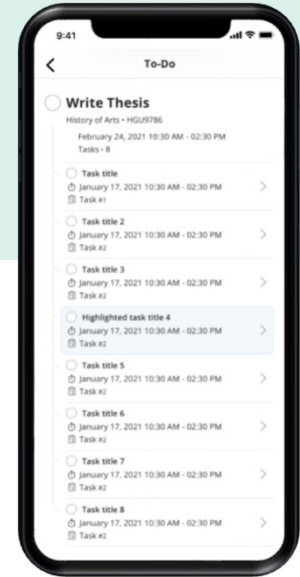 9:41
To-Do
Write Thesis
History of Arts • HGU9786
February 24, 2021 10:30 AM - 02:30 PM
Tasks • 8
Task title
January 17, 2021 10:30 AM - 02:30 PM
Task #1
Task title 2
January 17, 2021 10:30 AM - 02:30 PM
Task #2
Task title 3
January 17, 2021 10:30 AM - 02:30 PM
Task #2
Highlighted task title 4
January 17, 2021 10:30 AM - 02:30 PM
Task #2
Task title 5
January 17, 2021 10:30 AM - 02:30 PM
Task #2
Task title 6
January 17, 2021 10:30 AM - 02:30 PM
Task #2
Task title 7
January 17, 2021 10:30 AM - 02:30 PM
Task #2
Task title 8
January 17, 2021 10:30 AM - 02:30 PM
Task #2